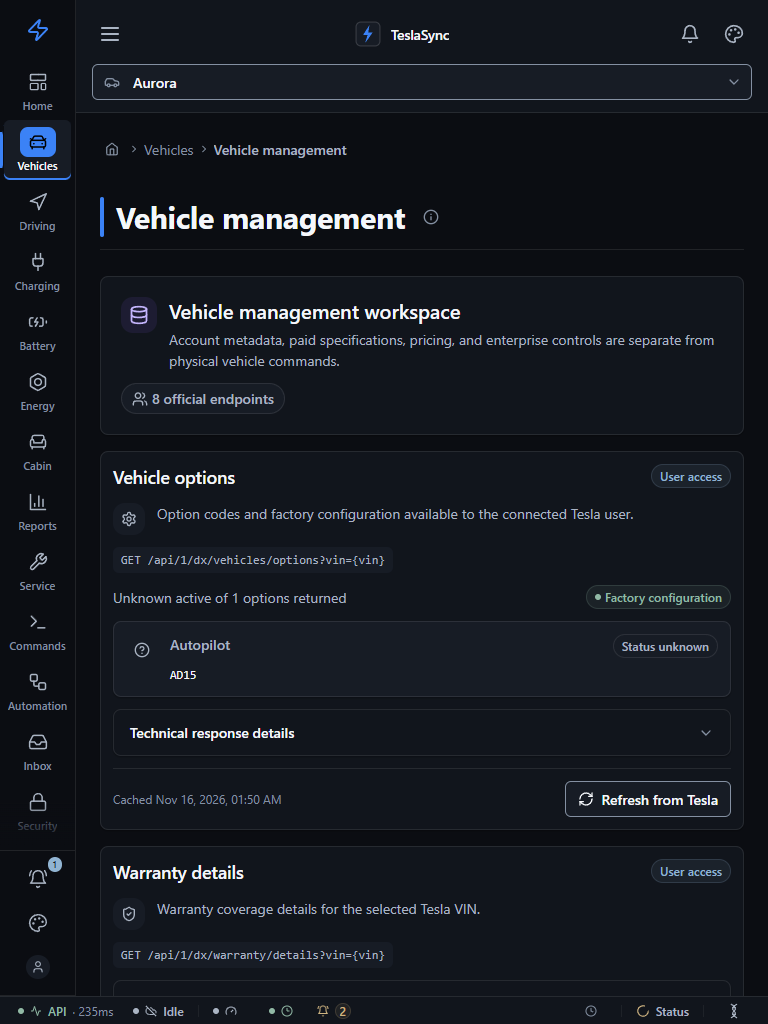 TeslaSync
Aurora
Home
Vehicles
Driving
Charging
Battery
Energy
Cabin
Reports
Service
Commands
Automation
Inbox
Security
1
Vehicles
Vehicle management
Vehicle management
Vehicle management workspace
Account metadata, paid specifications, pricing, and enterprise controls are separate from
physical vehicle commands.
8 official endpoints
Vehicle options
User access
Option codes and factory configuration available to the connected Tesla user.
GET /api/1/dx/vehicles/options?vin={vin}
Unknown active of 1 options returned
Factory configuration
Autopilot
Status unknown
AD15
Technical response details
Cached Nov 16, 2026, 01:50 AM
Refresh from Tesla
Warranty details
User access
Warranty coverage details for the selected Tesla VIN.
GET /api/1/dx/warranty/details?vin={vin}
API · 235ms
Idle
2
Status